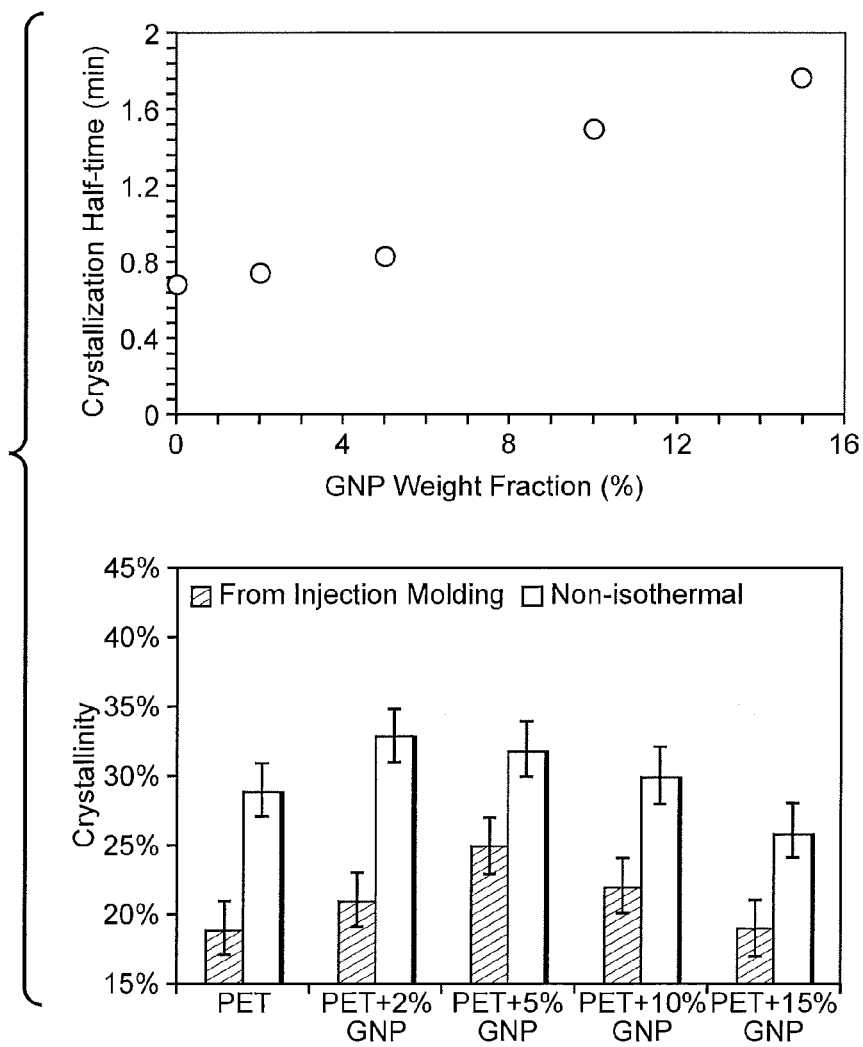 2
1.6
1.2
0.8
0.4
0
Crystallization Half-time (min)
0 4 8 12 16
GNP Weight Fraction (%)
45%
40%
35%
30%
25%
20%
15%
Crystallinity
From Injection Molding Non-isothermal
PET PET+2% PET+5% PET+10% PET+15%
GNP GNP GNP GNP